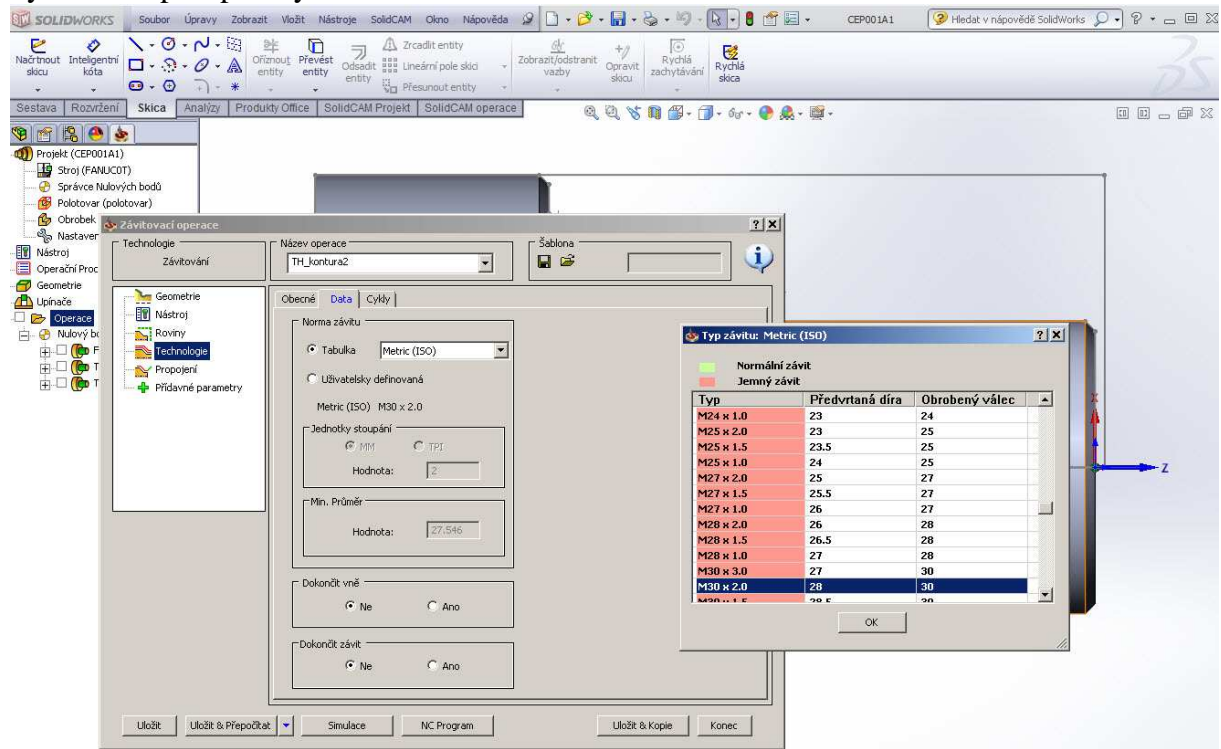 SOLIDWORKS Soubor Úpravy Zobrazit Vložit Nástroje SolidCAM Okno Nápověda CEP001A1 Hledat v nápovědě SolidWorks
Načrtnout skicu
Inteligentní kóta
Oříznout entity
Převést entity
Odsadit entity
Zrcadlit entity
Lineární pole skici
Přesunout entity
Zobrazit/odstranit vazby
Opravit skicu
Rychlá zachytávání
Rychlá skica
Sestava Rozvržení Skica Analýzy Produkty Office SolidCAM Projekt SolidCAM operace
Projekt (CEP001A1)
Stroj (FANUC0T)
Správce Nulových bodů
Polotovar (polotovar)
Obrobek
Nastaver
Nástroj
Operační Proc
Geometrie
Upínače
Operace
Nulový bo
F
T
T
Závitovací operace
Technologie
Závitování
Název operace
TH_kontura2
Šablona
Geometrie
Nástroj
Roviny
Technologie
Propojení
Přídavné parametry
Obecné Data Cykly
Norma závitu
Tabulka Metric (ISO)
Uživatelsky definovaná
Metric (ISO) M30 x 2.0
Jednotky stoupání
MM TPI
Hodnota: 2
Min. Průměr
Hodnota: 27.546
Dokončit vně
Ne Ano
Dokončit závit
Ne Ano
Uložit Uložit & Přepočítat Simulace NC Program Uložit & Kopie Konec
Typ závitu: Metric (ISO)
Normální závit
Jemný závit
Typ Předvrtaná díra Obrobený válec
M24 x 1.0 23 24
M25 x 2.0 23 25
M25 x 1.5 23.5 25
M25 x 1.0 24 25
M27 x 2.0 25 27
M27 x 1.5 25.5 27
M27 x 1.0 26 27
M28 x 2.0 26 28
M28 x 1.5 26.5 28
M28 x 1.0 27 28
M30 x 3.0 27 30
M30 x 2.0 28 30
M30 x 1.5 28.5 30
OK
X
Z